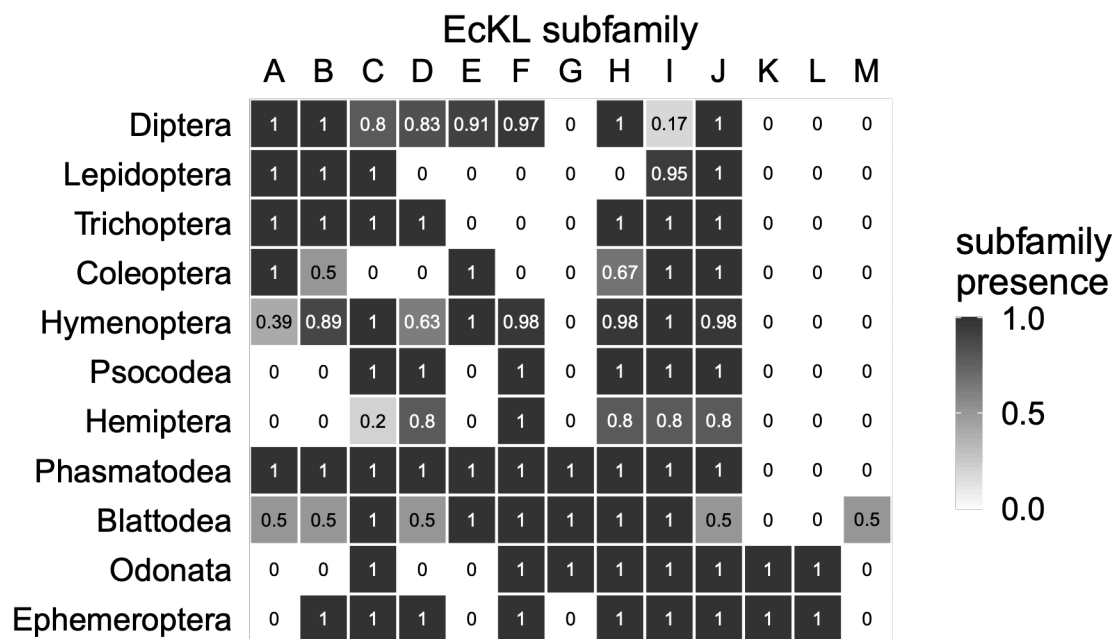 EcKL subfamily
A B C D E F G H I J K L M
Diptera 1 1 0.8 0.83 0.91 0.97 0 1 0.17 1 0 0 0
Lepidoptera 1 1 1 0 0 0 0 0 0.95 1 0 0 0
Trichoptera 1 1 1 1 0 0 0 1 1 1 0 0 0
Coleoptera 1 0.5 0 0 1 0 0 0.67 1 1 0 0 0
Hymenoptera 0.39 0.89 1 0.63 1 0.98 0 0.98 1 0.98 0 0 0
Psocodea 0 0 1 1 0 1 0 1 1 1 0 0 0
Hemiptera 0 0 0.2 0.8 0 1 0 0.8 0.8 0.8 0 0 0
Phasmatodea 1 1 1 1 1 1 1 1 1 1 0 0 0
Blattodea 0.5 0.5 1 0.5 1 1 1 1 1 0.5 0 0 0.5
Odonata 0 0 1 0 0 1 1 1 1 1 1 1 0
Ephemeroptera 0 1 1 1 0 1 0 1 1 1 1 1 0
subfamily
presence
1.0
0.5
0.0